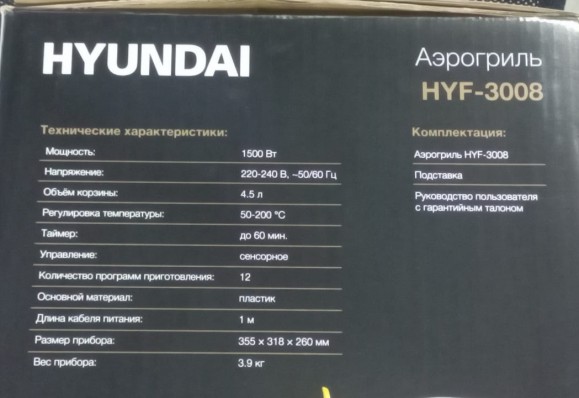 HYUNDAI
Аэрогриль
HYF-3008
Технические характеристики:
Мощность: 1500 Вт
Напряжение: 220-240 В, ~50/60 Гц
Объём корзины: 4.5 л
Регулировка температуры: 50-200 °C
Таймер: до 60 мин.
Управление: сенсорное
Количество программ приготовления: 12
Основной материал: пластик
Длина кабеля питания: 1 м
Размер прибора: 355 × 318 × 260 мм
Вес прибора: 3.9 кг
Комплектация:
Аэрогриль HYF-3008
Подставка
Руководство пользователя
с гарантийным талоном